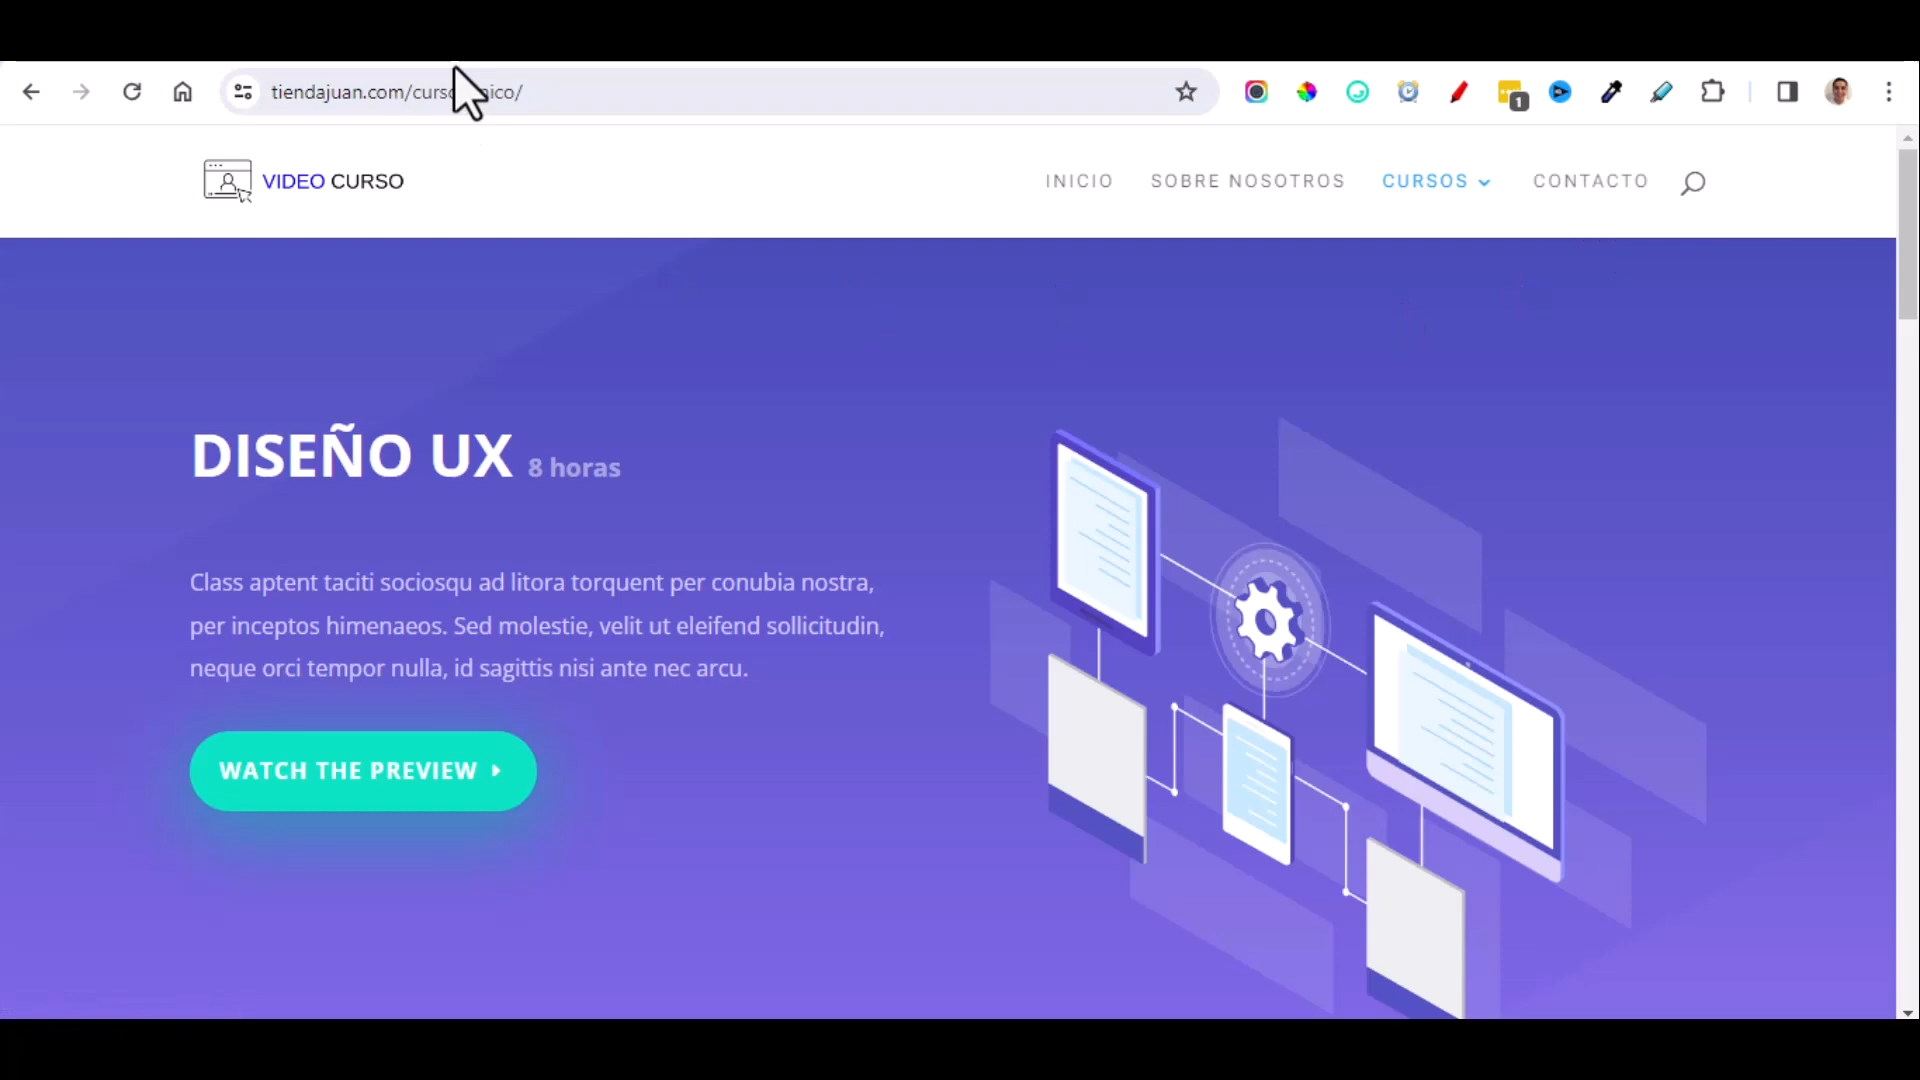 tiendajuan.com/curs
VIDEO CURSO
INICIO
SOBRE NOSOTROS
CURSOS
CONTACTO
1
DISEÑO UX 8 horas
Class aptent taciti sociosqu ad litora torquent per conubia nostra,
per inceptos himenaeos. Sed molestie, velit ut eleifend sollicitudin,
neque orci tempor nulla, id sagittis nisi ante nec arcu.
WATCH THE PREVIEW